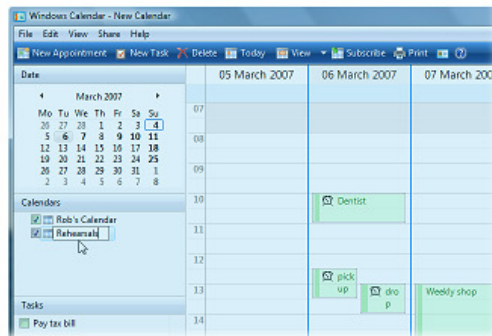 Windows Calendar - New Calendar
File Edit View Share Help
New Appointment New Task Delete Today View Subscribe Print
Date
March 2007
Mo Tu We Th Fr Sa Su
26 27 28 1 2 3 4
5 6 7 8 9 10 11
12 13 14 15 16 17 18
19 20 21 22 23 24 25
26 27 28 29 30 31 1
2 3 4 5 6 7 8
Calendars
Rob's Calendar
Rehearsals
Tasks
Pay tax bill
05 March 2007 06 March 2007 07 March 200
07
08
09
10 Dentist
11
12
pick
up
13 dro
p
Weekly shop
14